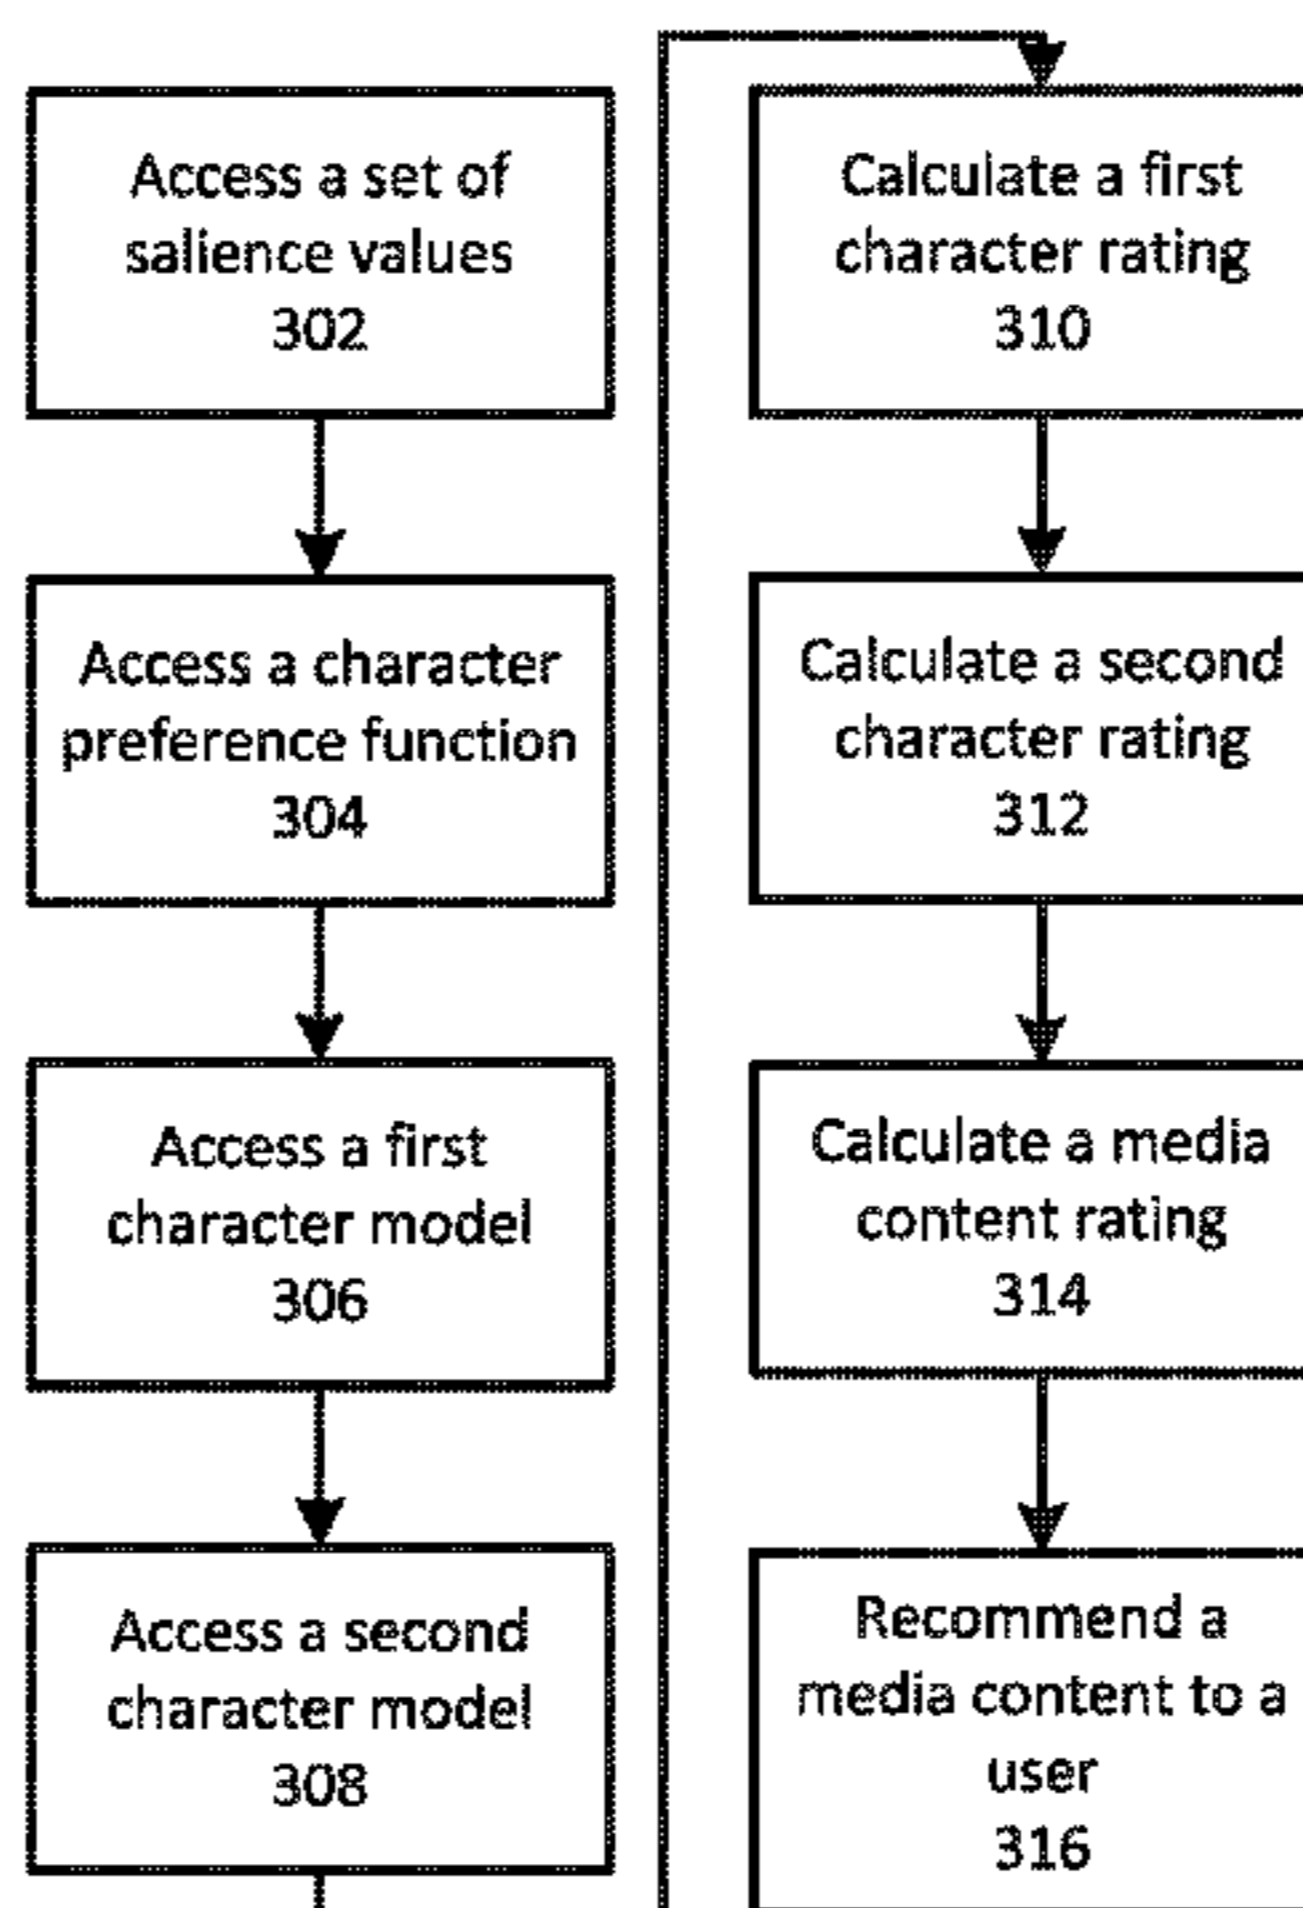 Access a set of
salience values
302
Access a character
preference function
304
Access a first
character model
306
Access a second
character model
308
Calculate a first
character rating
310
Calculate a second
character rating
312
Calculate a media
content rating
314
Recommend a
media content to a
user
316